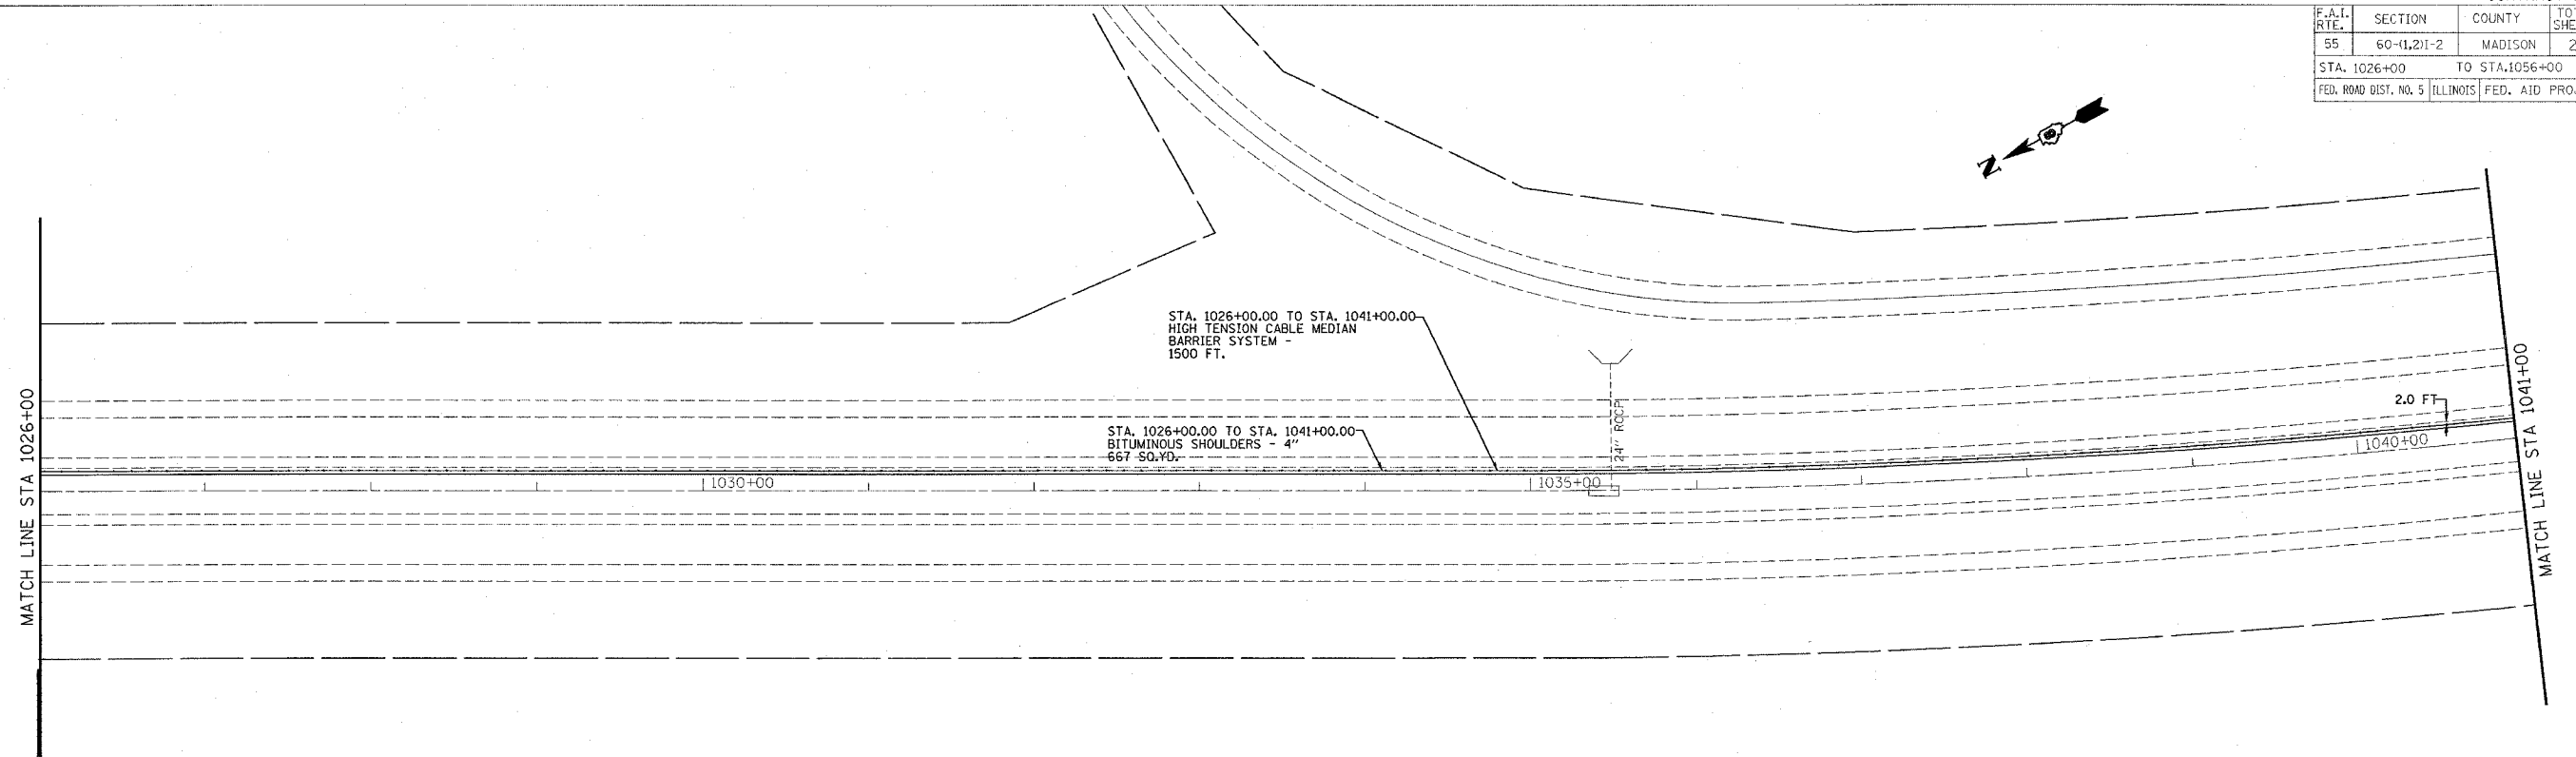 F.A.I. RTE. SECTION COUNTY
55 60-(1,2)I-2 MADISON 2
STA. 1026+00 TO STA.1056+00
FED. ROAD DIST. NO. 5 ILLINOIS FED. AID
N
STA. 1026+00.00 TO STA. 1041+00.00
HIGH TENSION CABLE MEDIAN
BARRIER SYSTEM -
1500 FT.
STA. 1026+00.00 TO STA. 1041+00.00
BITUMINOUS SHOULDERS - 4"
667 SQ.YD.
24" RCCP
2.0 FT
1030+00
1035+00
1040+00
MATCH LINE STA 1026+00
MATCH LINE STA 1041+00